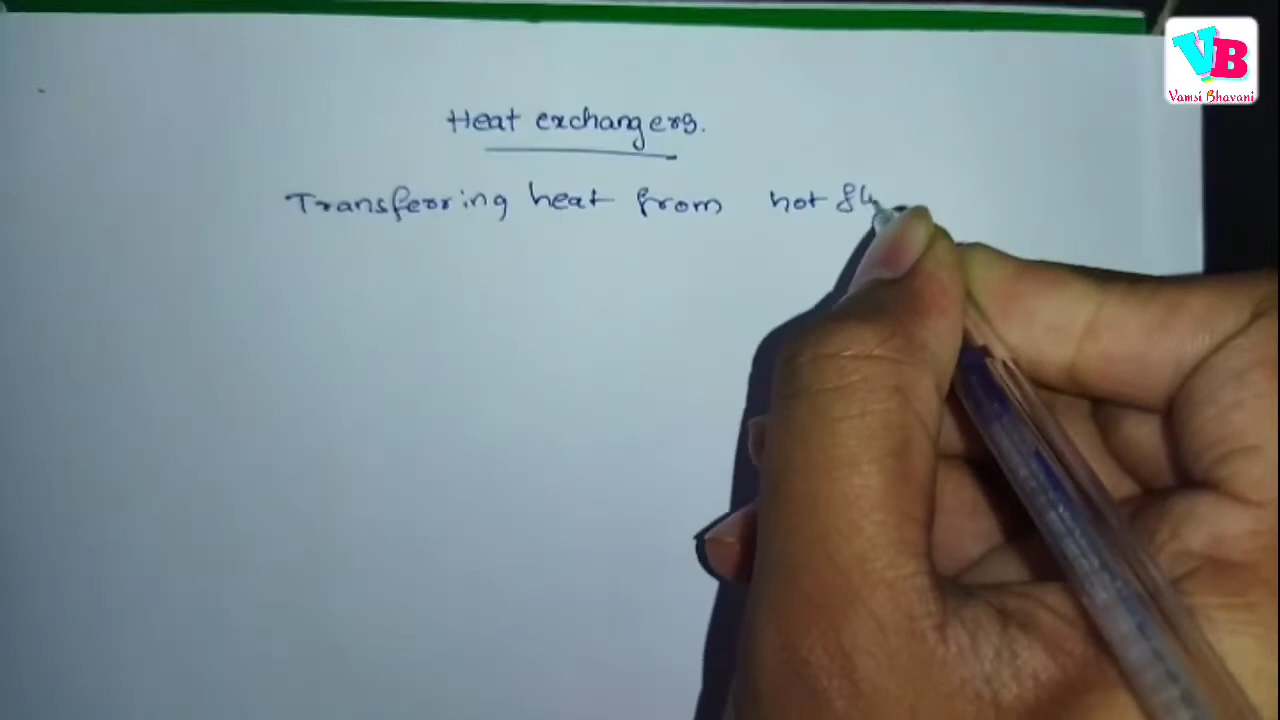 VB
Vamsi Bhavani
Heat exchangers.
Transferring heat from hot